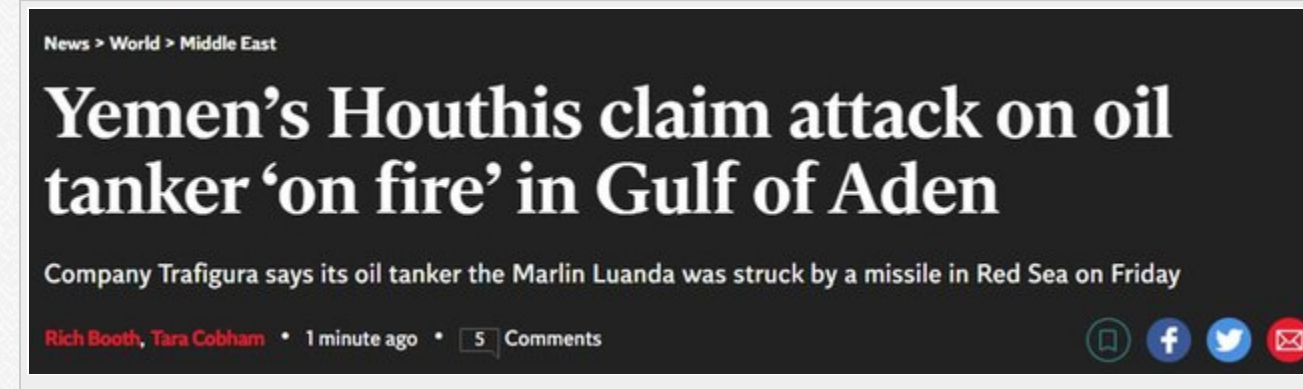 News > World > Middle East
Yemen’s Houthis claim attack on oil
tanker ‘on fire’ in Gulf of Aden
Company Trafigura says its oil tanker the Marlin Luanda was struck by a missile in Red Sea on Friday
Rich Booth, Tara Cobham • 1 minute ago • 5 Comments